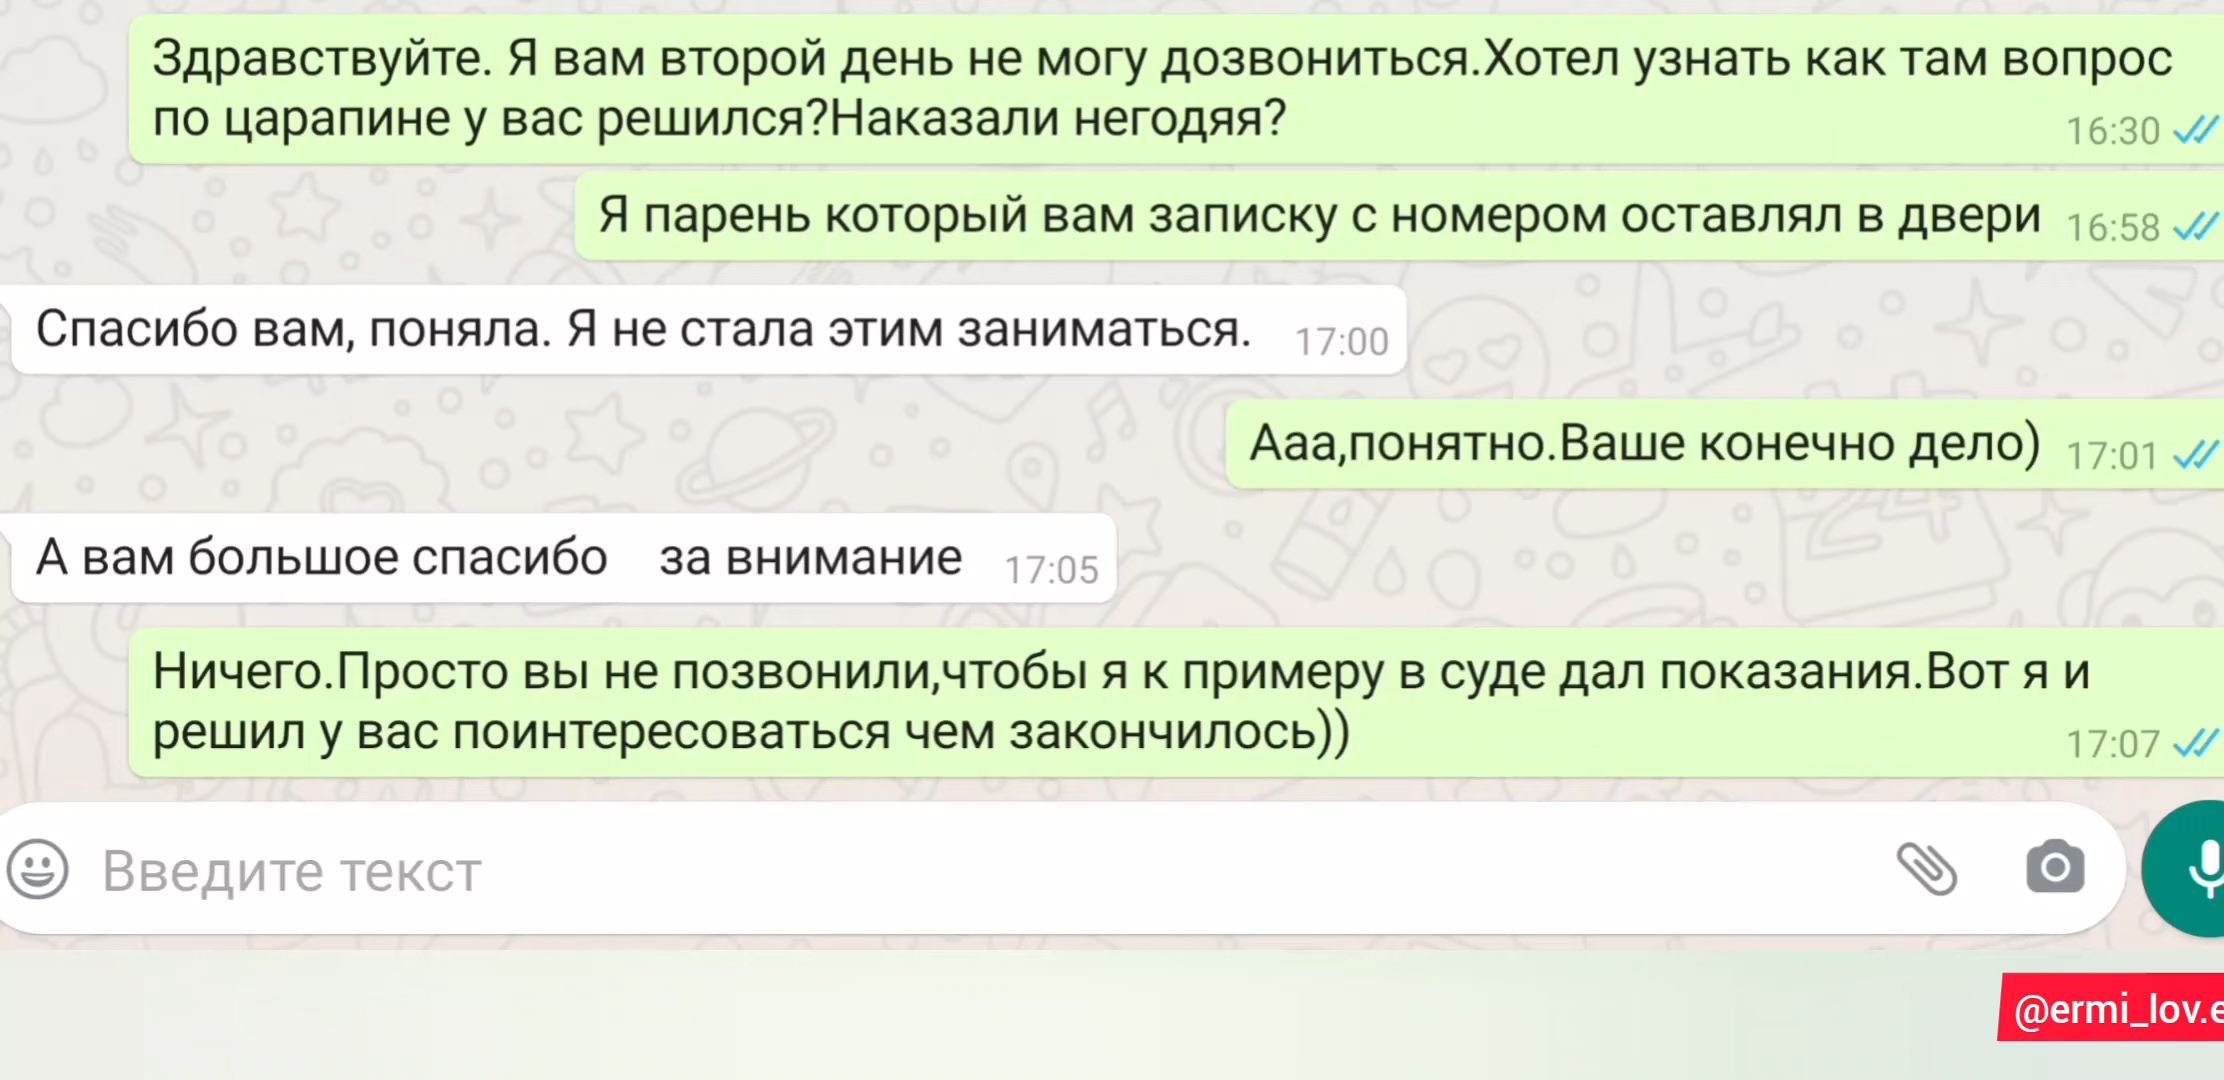 Здравствуйте. Я вам второй день не могу дозвониться.Хотел узнать как там вопрос
по царапине у вас решился?Наказали негодяя?
16:30
Я парень который вам записку с номером оставлял в двери 16:58
Спасибо вам, поняла. Я не стала этим заниматься. 17:00
Ааа,понятно.Ваше конечно дело) 17:01
А вам большое спасибо за внимание 17:05
Ничего.Просто вы не позвонили,чтобы я к примеру в суде дал показания.Вот я и
решил у вас поинтересоваться чем закончилось))
17:07
Введите текст
@ermi_lov.e